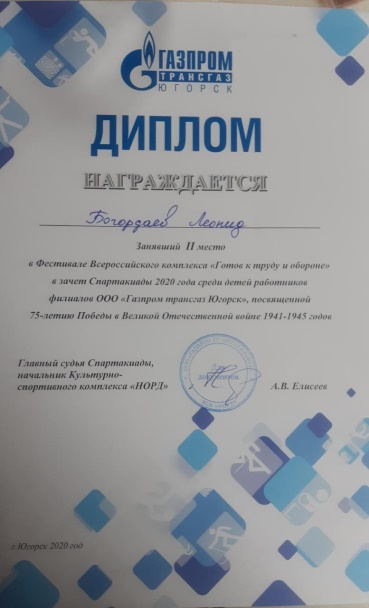 ГАЗПРОМ
ТРАНСГАЗ
ЮГОРСК
ДИПЛОМ
НАГРАЖДАЕТСЯ
Богордаев Леонид
Занявший II место
в Фестивале Всероссийского комплекса «Готов к труду и обороне»
в зачет Спартакиады 2020 года среди детей работников
филиалов ООО «Газпром трансгаз Югорск», посвященной
75-летию Победы в Великой Отечественной войне 1941-1945 годов
Главный судья Спартакиады,
начальник Культурно-
спортивного комплекса «НОРД» А.В. Елисеев
г. Югорск 2020 год